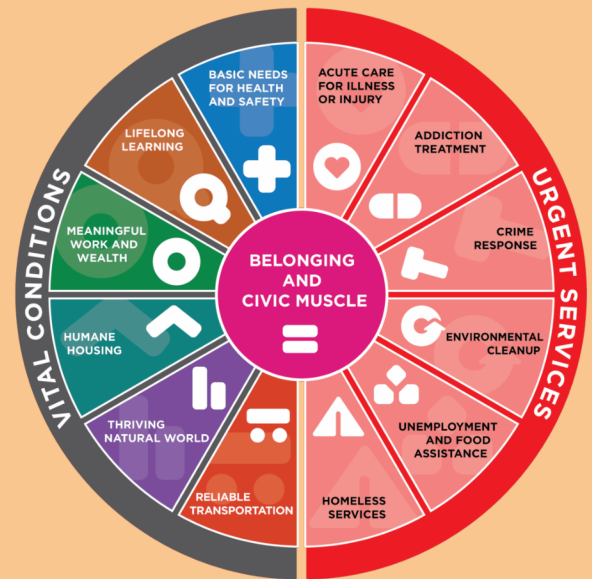 VITAL CONDITIONS
BASIC NEEDS
FOR HEALTH
AND SAFETY
LIFELONG
LEARNING
MEANINGFUL
WORK AND
WEALTH
HUMANE
HOUSING
THRIVING
NATURAL WORLD
RELIABLE
TRANSPORTATION
BELONGING
AND
CIVIC MUSCLE
URGENT SERVICES
ACUTE CARE
FOR ILLNESS
OR INJURY
ADDICTION
TREATMENT
CRIME
RESPONSE
ENVIRONMENTAL
CLEANUP
UNEMPLOYMENT
AND FOOD
ASSISTANCE
HOMELESS
SERVICES